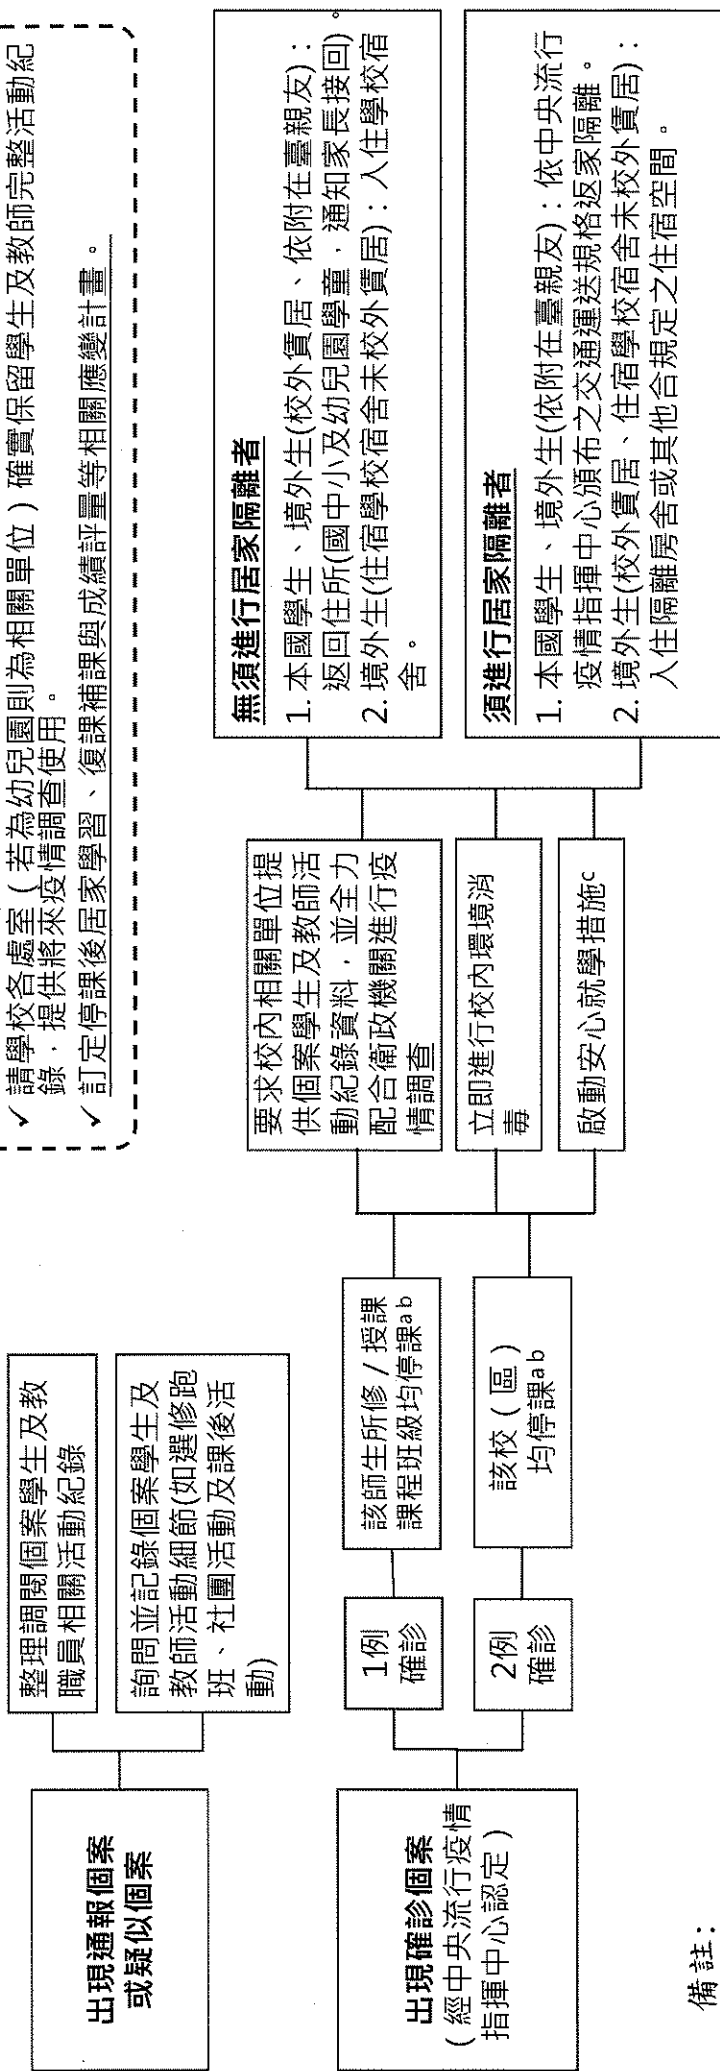 ✓請學校各處室（若為幼兒園則為相關單位）確實保留學生及教師完整活動紀
錄，提供將來疫情調查使用。
✓訂定停課後居家學習、復課補課與成績評量等相關應變計畫。
出現通報個案
或疑似個案
整理調閱個案學生及教
職員相關活動紀錄
詢問並記錄個案學生及
教師活動細節(如選修跑
班、社團活動及課後活
動)
出現確診個案
（經中央流行疫情
指揮中心認定）
1例
確診
2例
確診
該師生所修/授課
課程班級均停課ab
該校（區）
均停課ab
要求校內相關單位提
供個案學生及教師活
動紀錄資料，並全力
配合衛政機關進行疫
情調查
立即進行校內環境消
毒
啟動安心就學措施c
無須進行居家隔離者
1. 本國學生、境外生(校外賃居、依附在臺親友)：
返回住所(國中小及幼兒園學童，通知家長接回)。
2. 境外生(住宿學校宿舍未校外賃居)：入住學校宿
舍。
須進行居家隔離者
1. 本國學生、境外生(依附在臺親友)：依中央流行
疫情指揮中心頒布之交通運送規格返家隔離。
2. 境外生(校外賃居、住宿學校宿舍未校外賃居)：
入住隔離房舍或其他合規定之住宿空間。
備註：